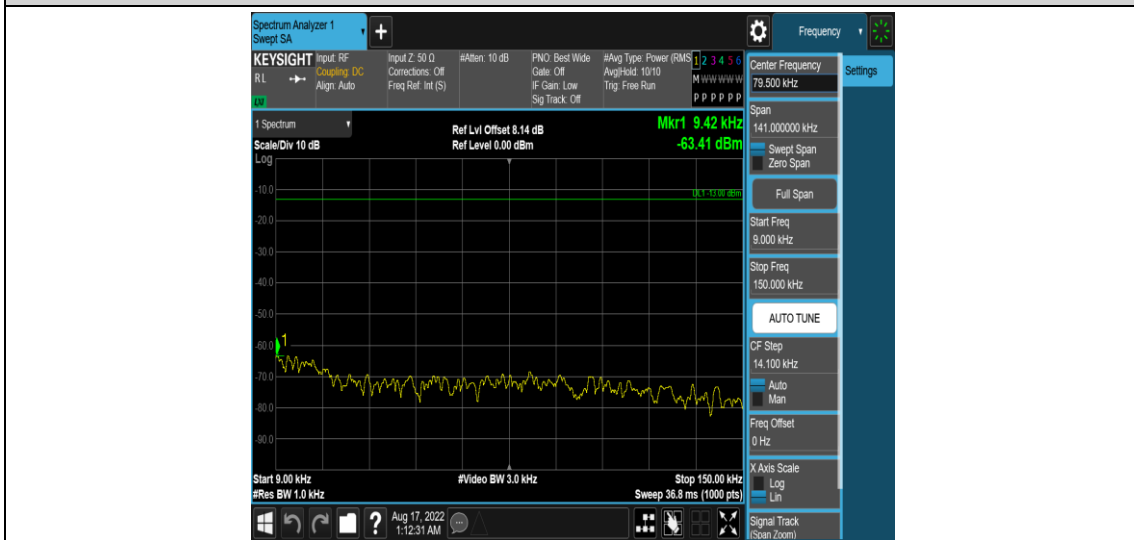 Spectrum Analyzer 1
Swept SA
+
Frequency
KEYSIGHT
RL
LXI
Input: RF
Coupling: DC
Align: Auto
Input Z: 50 Ω
Corrections: Off
Freq Ref: Int (S)
#Atten: 10 dB
PNO: Best Wide
Gate: Off
IF Gain: Low
Sig Track: Off
#Avg Type: Power (RMS
Avg|Hold: 10/10
Trig: Free Run
1 2 3 4 5 6
M W W W W W
P P P P P P
1 Spectrum
Scale/Div 10 dB
Log
Ref Lvl Offset 8.14 dB
Ref Level 0.00 dBm
Mkr1 9.42 kHz
-63.41 dBm
DL1 -13.00 dBm
-10.0
-20.0
-30.0
-40.0
-50.0
-60.0
-70.0
-80.0
-90.0
1
Start 9.00 kHz
#Res BW 1.0 kHz
#Video BW 3.0 kHz
Stop 150.00 kHz
Sweep 36.8 ms (1000 pts)
?
Aug 17, 2022
1:12:31 AM
Center Frequency
79.500 kHz
Settings
Span
141.000000 kHz
Swept Span
Zero Span
Full Span
Start Freq
9.000 kHz
Stop Freq
150.000 kHz
AUTO TUNE
CF Step
14.100 kHz
Auto
Man
Freq Offset
0 Hz
X Axis Scale
Log
Lin
Signal Track
(Span Zoom)